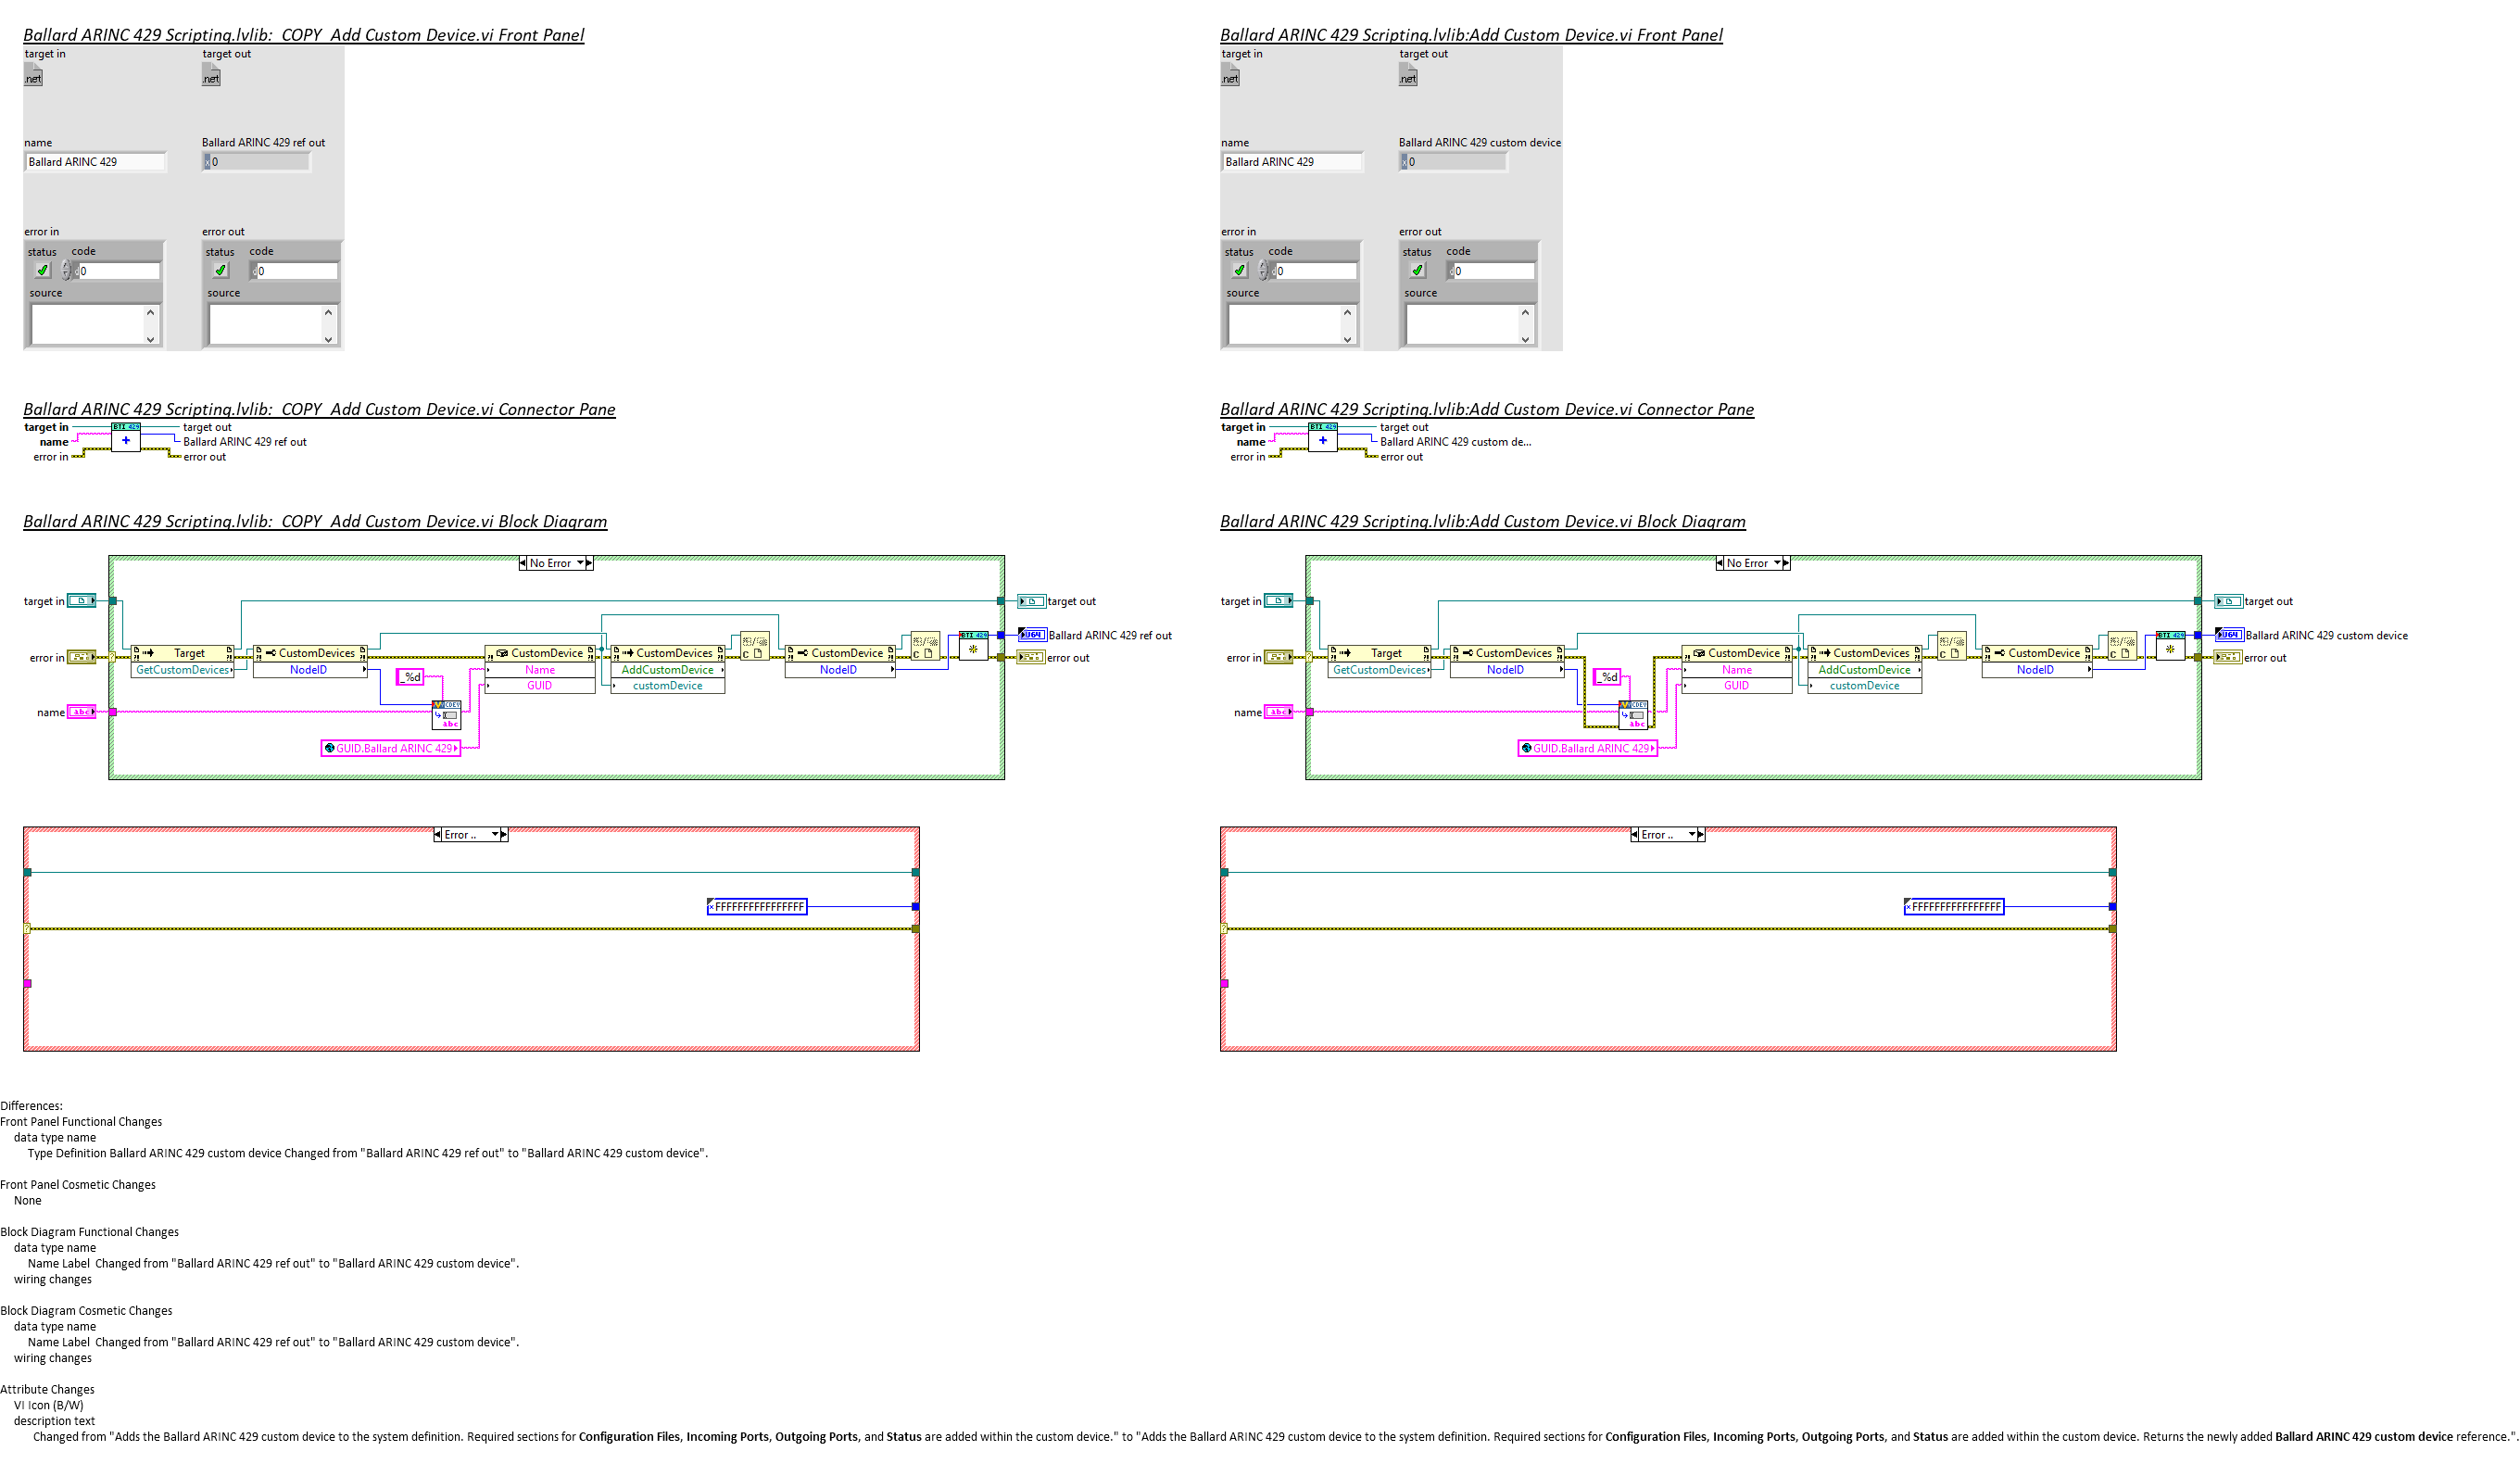 Ballard ARINC 429 Scripting.lvlib:  COPY  Add Custom Device.vi Front Panel
target in
target out
.net
.net
name
Ballard ARINC 429 ref out
Ballard ARINC 429
x 0
error in
error out
status
code
status
code
0
0
source
source
Ballard ARINC 429 Scripting.lvlib:Add Custom Device.vi Front Panel
target in
target out
.net
.net
name
Ballard ARINC 429 custom device
Ballard ARINC 429
x 0
error in
error out
status
code
status
code
0
0
source
source
Ballard ARINC 429 Scripting.lvlib:  COPY  Add Custom Device.vi Connector Pane
target in
BTI 429
target out
name
Ballard ARINC 429 ref out
error in
error out
Ballard ARINC 429 Scripting.lvlib:Add Custom Device.vi Connector Pane
target in
BTI 429
target out
name
Ballard ARINC 429 custom de...
error in
error out
Ballard ARINC 429 Scripting.lvlib:  COPY  Add Custom Device.vi Block Diagram
No Error
target in
target out
BTI 429
U64
Ballard ARINC 429 ref out
error in
Target
CustomDevices
CustomDevice
CustomDevices
CustomDevice
error out
GetCustomDevices
NodeID
Name
AddCustomDevice
NodeID
_%d
GUID
customDevice
name
abc
CDEV
abc
GUID.Ballard ARINC 429
Error ..
x FFFFFFFFFFFFFFFF
Ballard ARINC 429 Scripting.lvlib:Add Custom Device.vi Block Diagram
No Error
target in
target out
BTI 429
U64
Ballard ARINC 429 custom device
error in
Target
CustomDevices
CustomDevice
CustomDevices
CustomDevice
error out
GetCustomDevices
NodeID
Name
AddCustomDevice
NodeID
_%d
GUID
customDevice
name
abc
CDEV
abc
GUID.Ballard ARINC 429
Error ..
x FFFFFFFFFFFFFFFF
Differences:
Front Panel Functional Changes
data type name
Type Definition Ballard ARINC 429 custom device Changed from "Ballard ARINC 429 ref out" to "Ballard ARINC 429 custom device".
Front Panel Cosmetic Changes
None
Block Diagram Functional Changes
data type name
Name Label  Changed from "Ballard ARINC 429 ref out" to "Ballard ARINC 429 custom device".
wiring changes
Block Diagram Cosmetic Changes
data type name
Name Label  Changed from "Ballard ARINC 429 ref out" to "Ballard ARINC 429 custom device".
wiring changes
Attribute Changes
VI Icon (B/W)
description text
Changed from "Adds the Ballard ARINC 429 custom device to the system definition. Required sections for Configuration Files, Incoming Ports, Outgoing Ports, and Status are added within the custom device." to "Adds the Ballard ARINC 429 custom device to the system definition. Required sections for Configuration Files, Incoming Ports, Outgoing Ports, and Status are added within the custom device. Returns the newly added Ballard ARINC 429 custom device reference.".